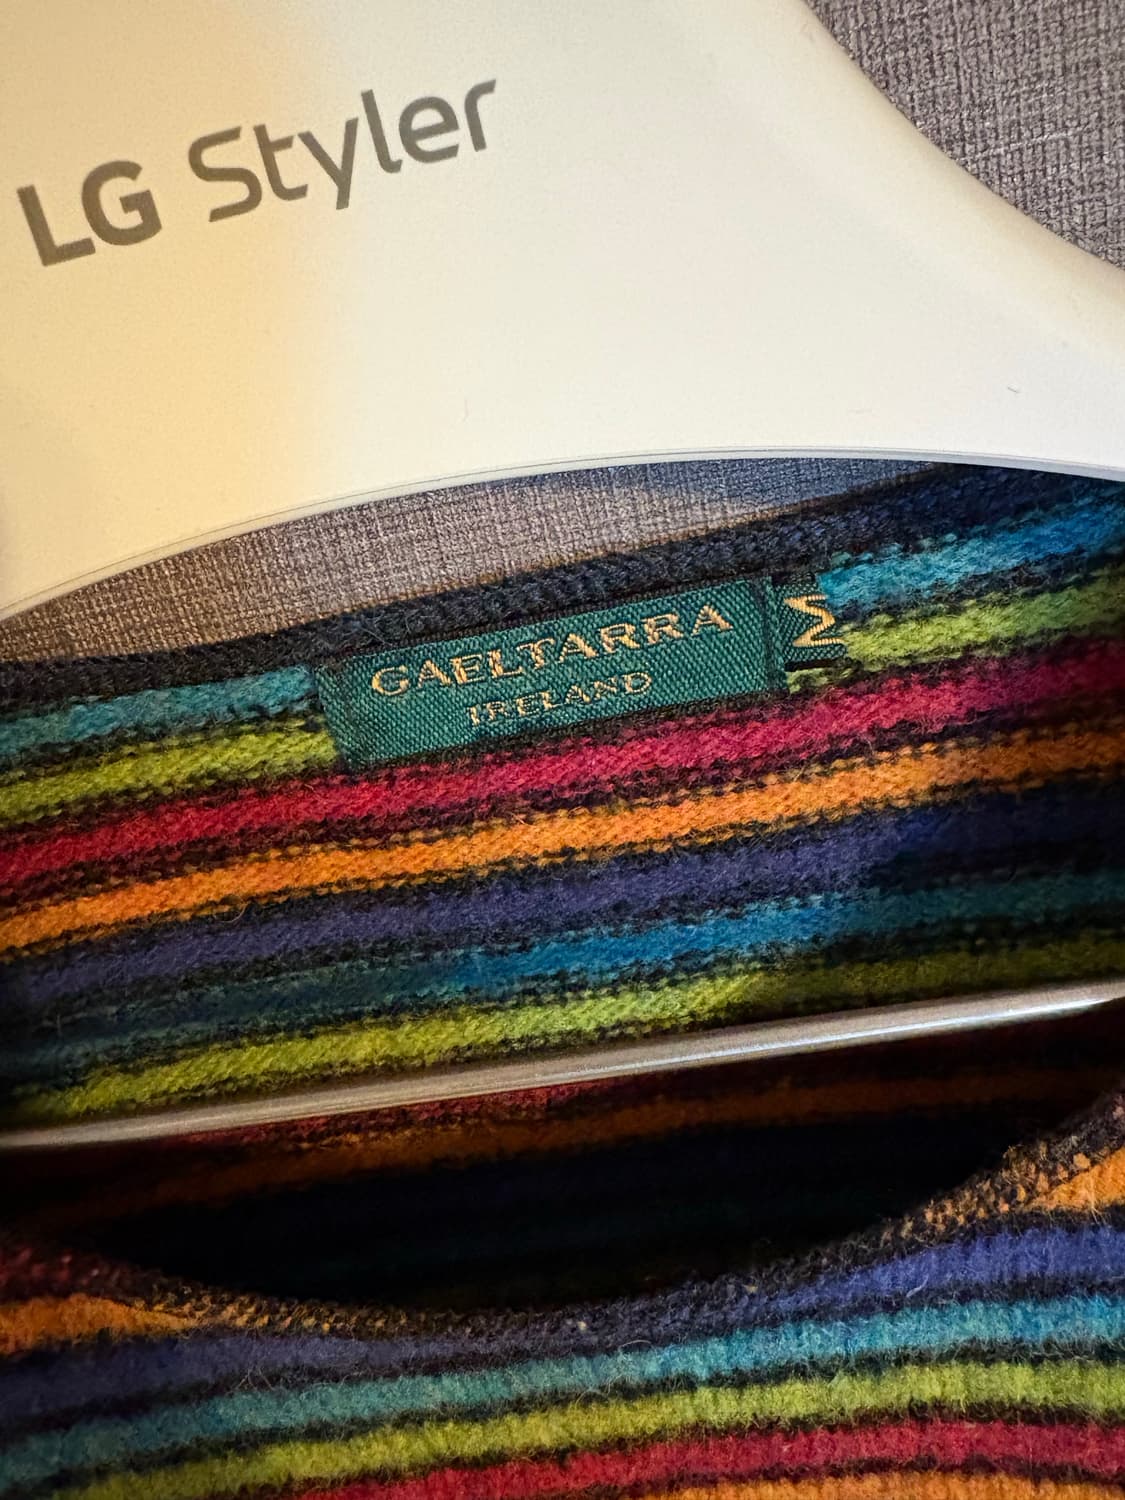 LG Styler
GAELTARRA
IRELAND
M